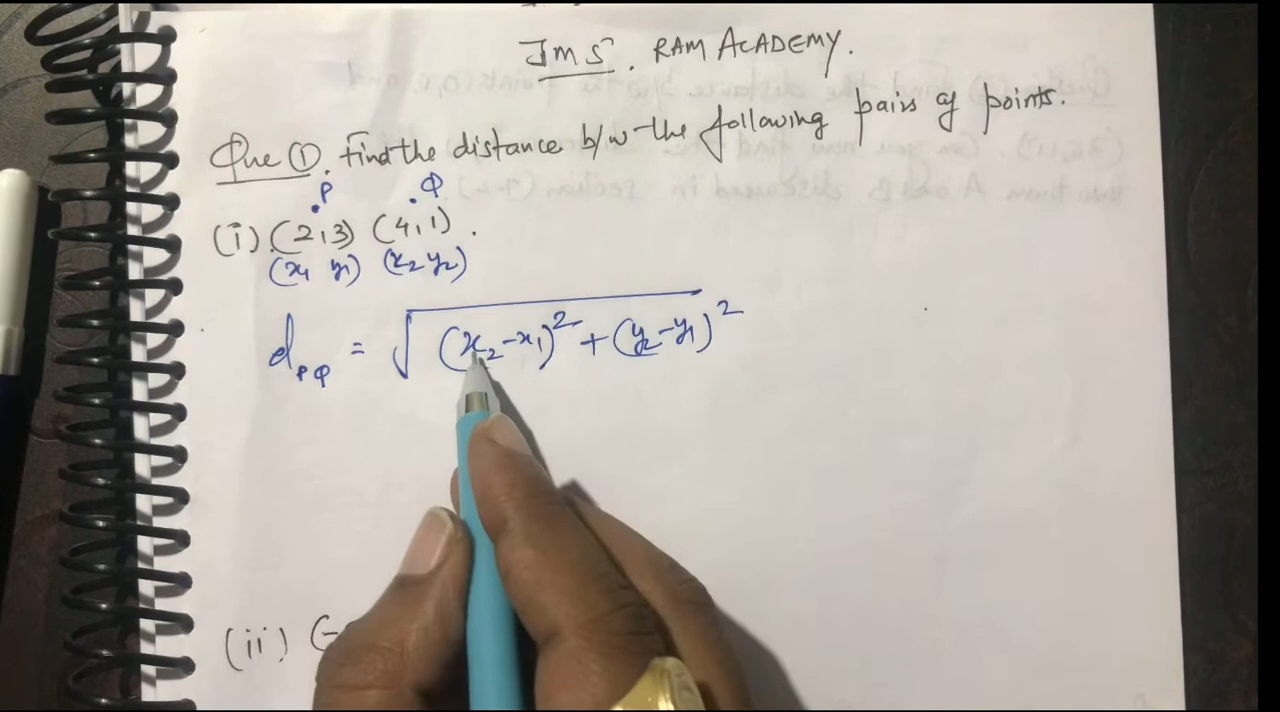 JMS. RAM ACADEMY.
Que ①. Find the distance b/w the following pairs of points.
.P .Q
(i) (2,3) (4,1).
(x₁ y₁) (x₂ y₂)
d_PQ = √(x₂-x₁)² + (y₂-y₁)²
(ii) (-